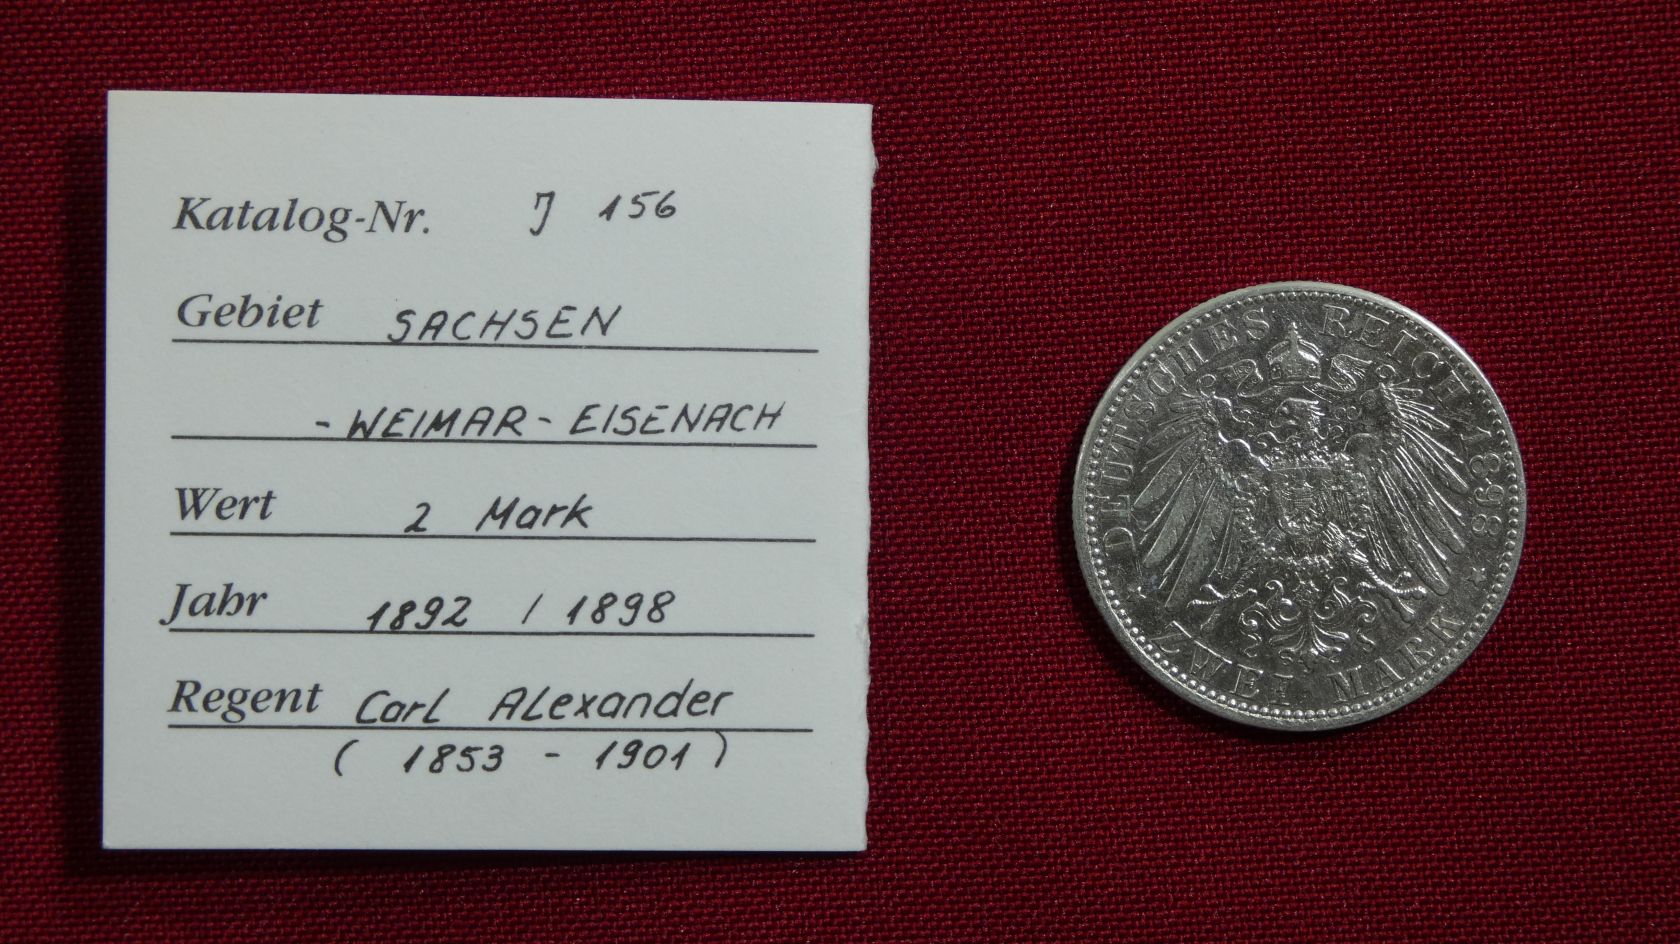 Katalog-Nr. J 156
Gebiet SACHSEN
- WEIMAR - EISENACH
Wert 2 Mark
Jahr 1892 / 1898
Regent Carl Alexander
( 1853 - 1901 )
DEUTSCHES REICH 1898
ZWEI MARK